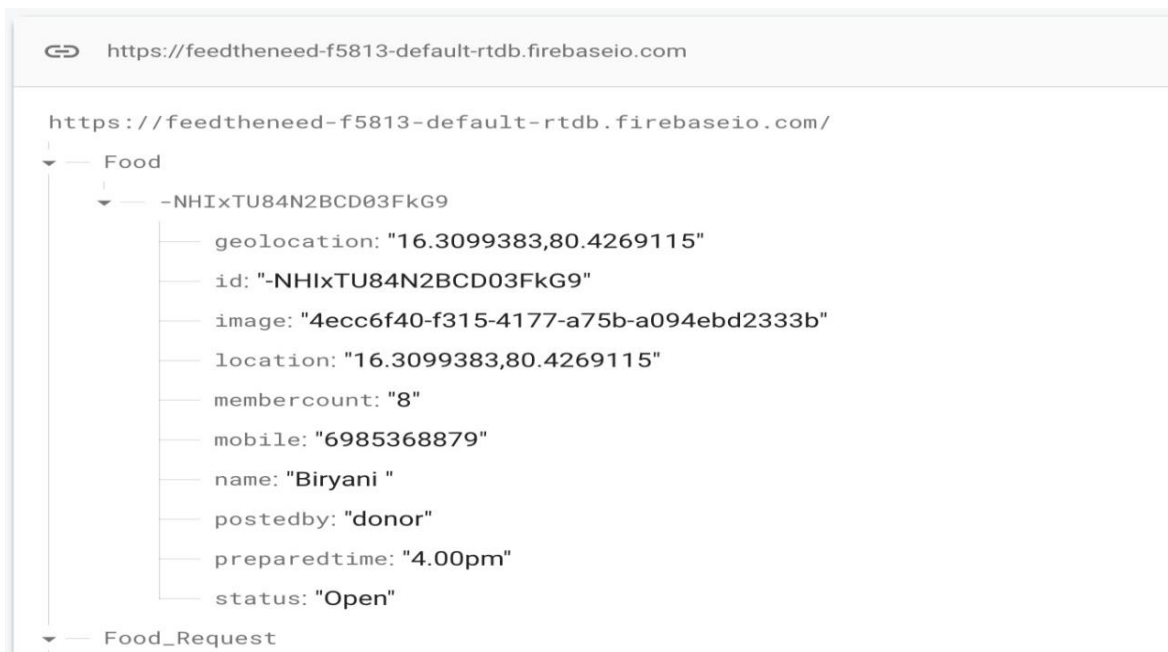 https://feedtheneed-f5813-default-rtdb.firebaseio.com
https://feedtheneed-f5813-default-rtdb.firebaseio.com/
Food
-NHIxTU84N2BCD03FkG9
geolocation: "16.3099383,80.4269115"
id: "-NHIxTU84N2BCD03FkG9"
image: "4ecc6f40-f315-4177-a75b-a094ebd2333b"
location: "16.3099383,80.4269115"
membercount: "8"
mobile: "6985368879"
name: "Biryani "
postedby: "donor"
preparedtime: "4.00pm"
status: "Open"
Food_Request